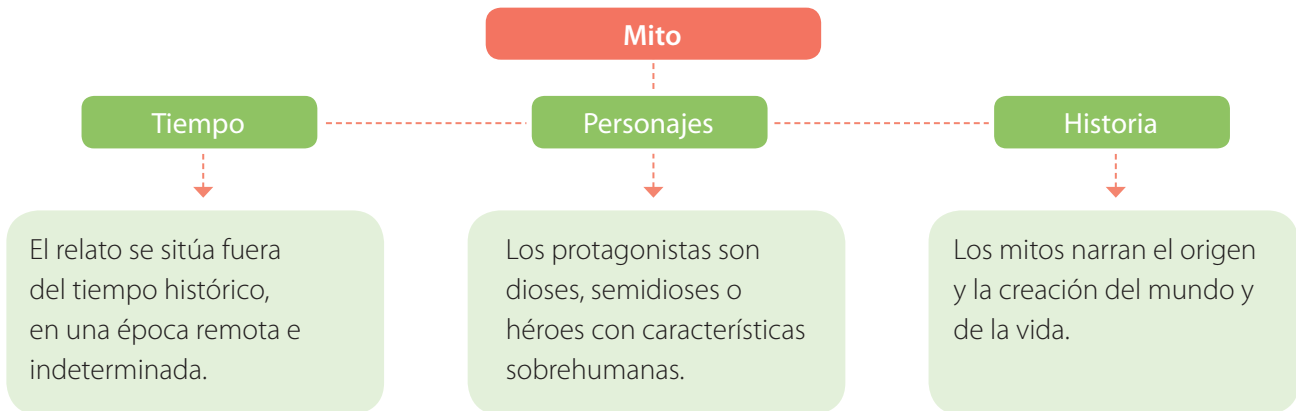 Mito
Tiempo
Personajes
Historia
El relato se sitúa fuera
del tiempo histórico,
en una época remota e
indeterminada.
Los protagonistas son
dioses, semidioses o
héroes con características
sobrehumanas.
Los mitos narran el origen
y la creación del mundo y
de la vida.